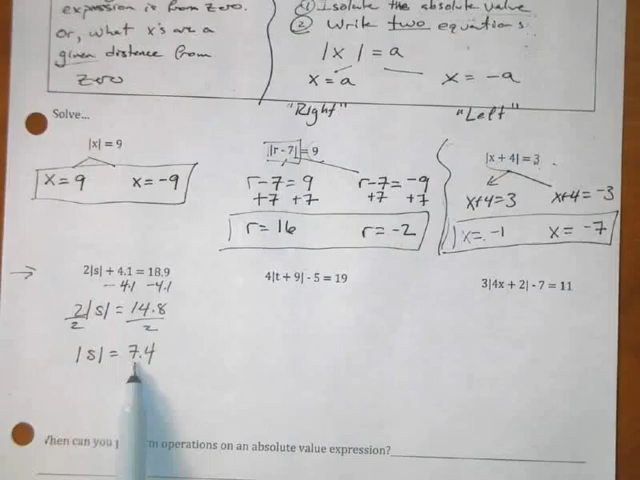 expression is from zero.
or, what x's are a
given distance from
zero
① Isolate the absolute value
② Write two equations
|x| = a
x = a
x = -a
"Right"
"Left"
Solve...
|x| = 9
x = 9
x = -9
|r - 7| = 9
r-7 = 9
r-7 = -9
+7 +7
+7 +7
r = 16
r = -2
|x + 4| = 3
x+4 = 3
x+4 = -3
x = -1
x = -7
2|s| + 4.1 = 18.9
- 4.1 -4.1
2|s| = 14.8
2 2
|s| = 7.4
4|t + 9| - 5 = 19
3|4x + 2| - 7 = 11
When can you operations on an absolute value expression?